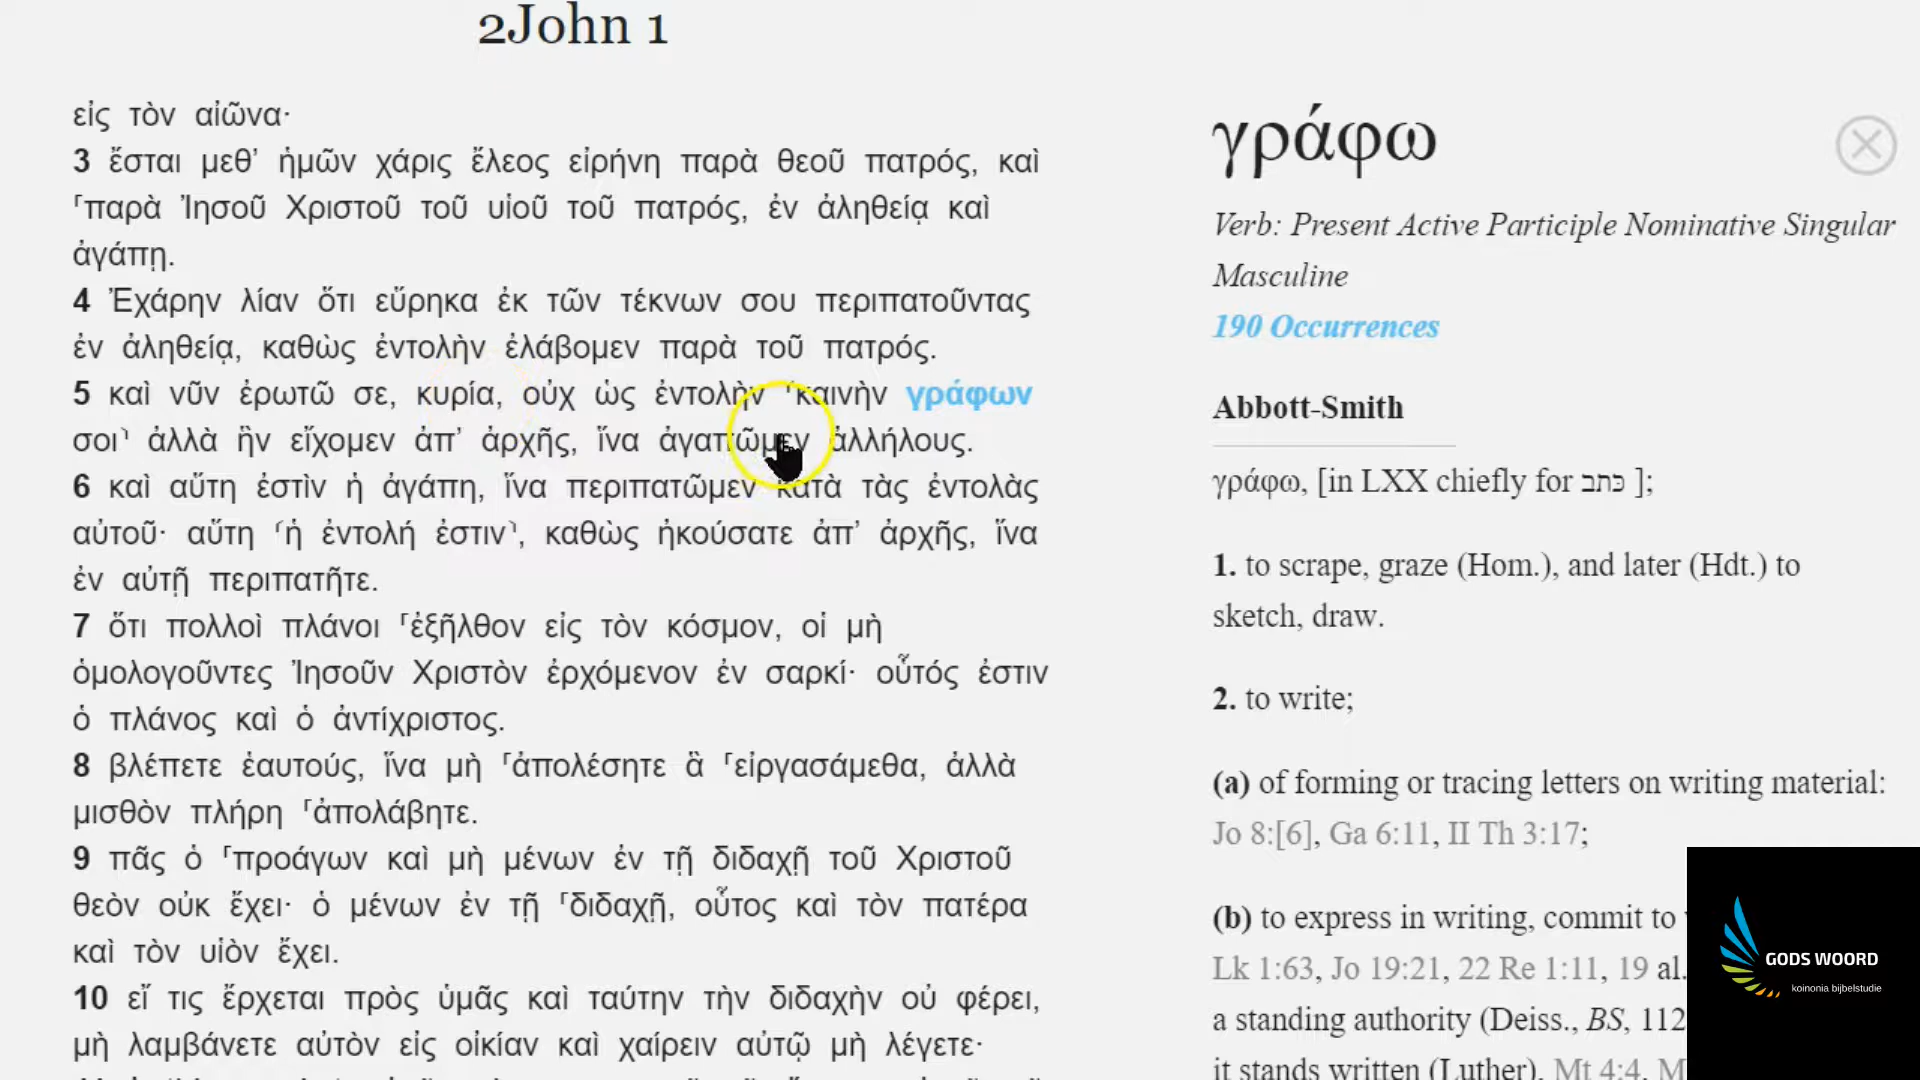 2John 1
εἰς τὸν αἰῶνα·
3 ἔσται μεθ’ ἡμῶν χάρις ἔλεος εἰρήνη παρὰ θεοῦ πατρός, καὶ
⸀παρὰ Ἰησοῦ Χριστοῦ τοῦ υἱοῦ τοῦ πατρός, ἐν ἀληθείᾳ καὶ
ἀγάπῃ.
4 Ἐχάρην λίαν ὅτι εὕρηκα ἐκ τῶν τέκνων σου περιπατοῦντας
ἐν ἀληθείᾳ, καθὼς ἐντολὴν ἐλάβομεν παρὰ τοῦ πατρός.
5 καὶ νῦν ἐρωτῶ σε, κυρία, οὐχ ὡς ἐντολὴν ⸂καινὴν γράφων
σοι⸃ ἀλλὰ ἣν εἴχομεν ἀπ’ ἀρχῆς, ἵνα ἀγαπῶμεν ἀλλήλους.
6 καὶ αὕτη ἐστὶν ἡ ἀγάπη, ἵνα περιπατῶμεν κατὰ τὰς ἐντολὰς
αὐτοῦ· αὕτη ⸂ἡ ἐντολή ἐστιν⸃, καθὼς ἠκούσατε ἀπ’ ἀρχῆς, ἵνα
ἐν αὐτῇ περιπατῆτε.
7 ὅτι πολλοὶ πλάνοι ⸀ἐξῆλθον εἰς τὸν κόσμον, οἱ μὴ
ὁμολογοῦντες Ἰησοῦν Χριστὸν ἐρχόμενον ἐν σαρκί· οὗτός ἐστιν
ὁ πλάνος καὶ ὁ ἀντίχριστος.
8 βλέπετε ἑαυτούς, ἵνα μὴ ⸀ἀπολέσητε ἃ ⸀εἰργασάμεθα, ἀλλὰ
μισθὸν πλήρη ⸀ἀπολάβητε.
9 πᾶς ὁ ⸀προάγων καὶ μὴ μένων ἐν τῇ διδαχῇ τοῦ Χριστοῦ
θεὸν οὐκ ἔχει· ὁ μένων ἐν τῇ ⸀διδαχῇ, οὗτος καὶ τὸν πατέρα
καὶ τὸν υἱὸν ἔχει.
10 εἴ τις ἔρχεται πρὸς ὑμᾶς καὶ ταύτην τὴν διδαχὴν οὐ φέρει,
μὴ λαμβάνετε αὐτὸν εἰς οἰκίαν καὶ χαίρειν αὐτῷ μὴ λέγετε·
γράφω
Verb: Present Active Participle Nominative Singular
Masculine
190 Occurrences
Abbott-Smith
γράφω, [in LXX chiefly for כּתב ];
1. to scrape, graze (Hom.), and later (Hdt.) to
sketch, draw.
2. to write;
(a) of forming or tracing letters on writing material:
Jo 8:[6], Ga 6:11, II Th 3:17;
(b) to express in writing, commit to
Lk 1:63, Jo 19:21, 22 Re 1:11, 19 al.
a standing authority (Deiss., BS, 112
it stands written (Luther), Mt 4:4, M
GODS WOORD
koinonia bijbelstudie